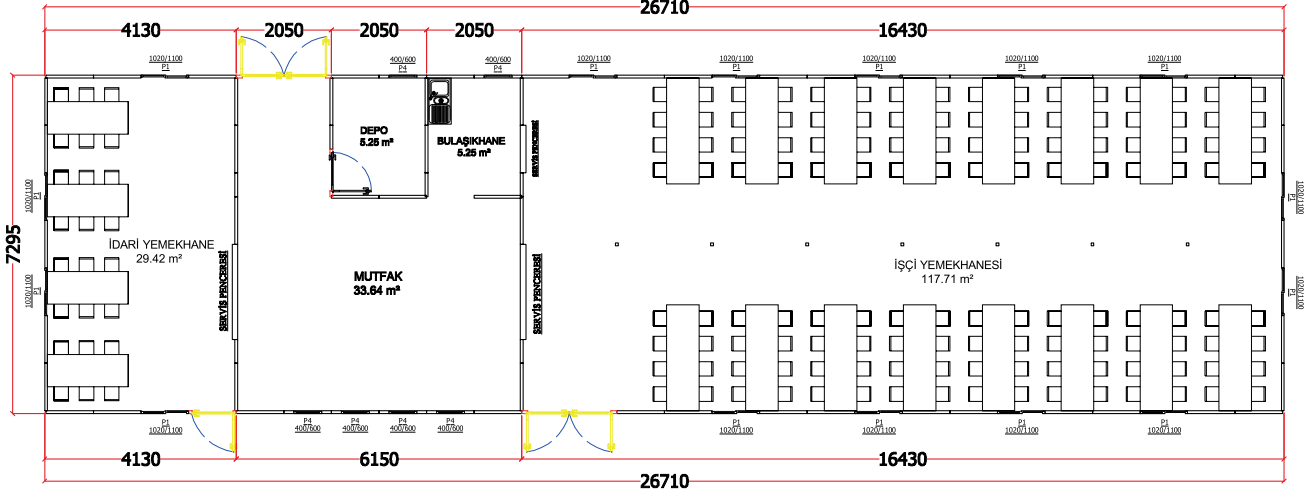 26710
4130
2050
2050
2050
16430
1020/1100
P1
400/600
P4
400/600
P4
1020/1100
P1
1020/1100
P1
1020/1100
P1
1020/1100
P1
1020/1100
P1
DEPO
5.25 m²
BULAŞIKHANE
5.25 m²
SERVİS PENCERESİ
1020/1100
P1
1020/1100
P1
7295
İDARİ YEMEKHANE
29.42 m²
SERVİS PENCERESİ
MUTFAK
33.64 m²
SERVİS PENCERESİ
İŞÇİ YEMEKHANESİ
117.71 m²
1020/1100
P1
1020/1100
P1
P1
1020/1100
P4
400/600
P4
400/600
P4
400/600
P4
400/600
P1
1020/1100
P1
1020/1100
P1
1020/1100
P1
1020/1100
4130
6150
16430
26710